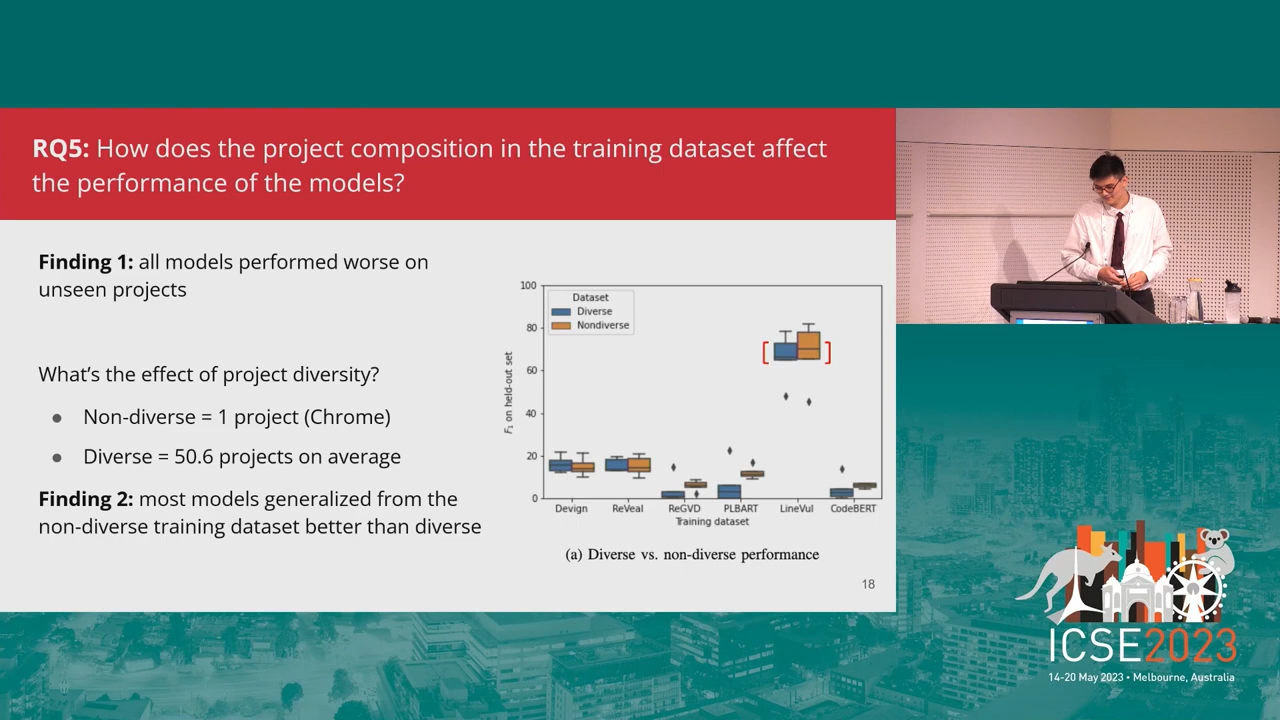 RQ5: How does the project composition in the training dataset affect
the performance of the models?
Finding 1: all models performed worse on
unseen projects
What's the effect of project diversity?
● Non-diverse = 1 project (Chrome)
● Diverse = 50.6 projects on average
Finding 2: most models generalized from the
non-diverse training dataset better than diverse
Dataset
Diverse
Nondiverse
100
80
60
40
20
0
F₁ on held-out set
Devign ReVeal ReGVD PLBART LineVul CodeBERT
Training dataset
(a) Diverse vs. non-diverse performance
18
ICSE2023
14-20 May 2023 • Melbourne, Australia